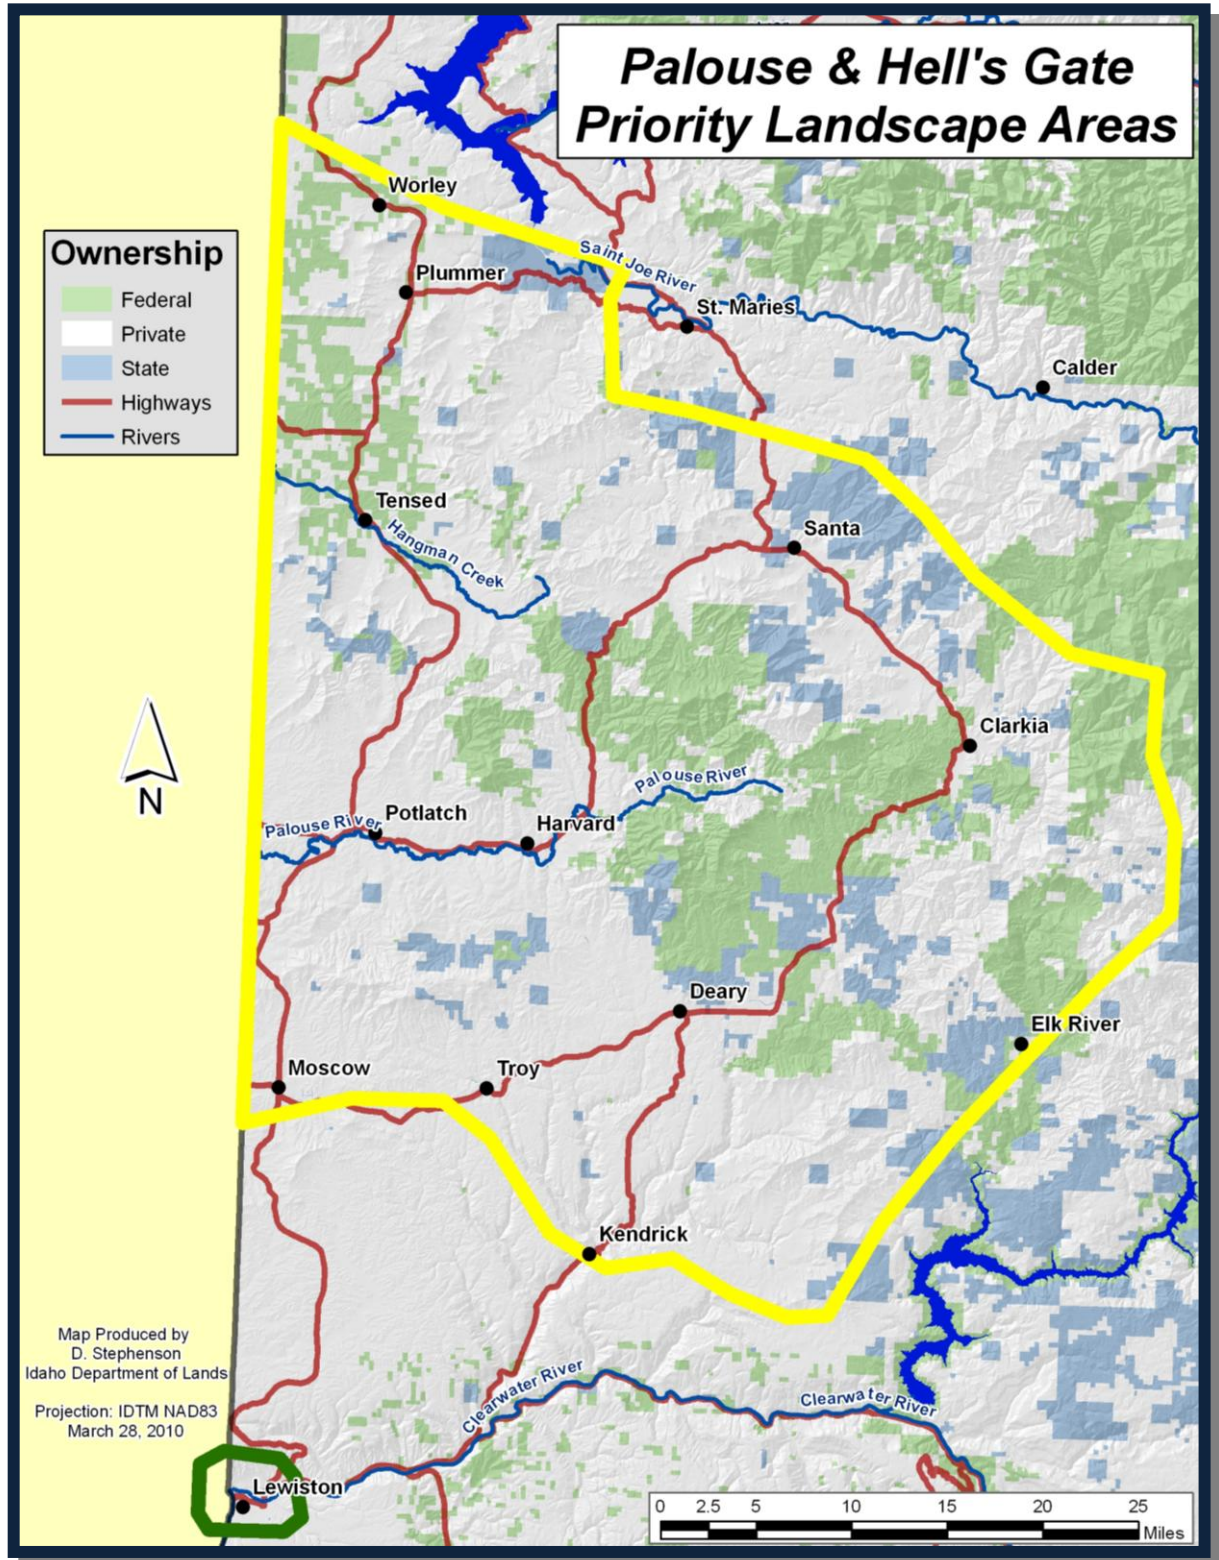 Palouse & Hell's Gate
Priority Landscape Areas
Worley
Ownership
Saint Joe River
Plummer
Federal
St. Maries
Private
State
Calder
Highways
Rivers
Tensed
Santa
Hangman Creek
Clarkia
Palouse River
N
Potlatch
Palouse River
Harvard
Deary
Elk River
Moscow
Troy
Kendrick
Map Produced by
D. Stephenson
Idaho Department of Lands
Clearwater River
Clearwater River
Projection: IDTM NAD83
March 28, 2010
Lewiston
0 2.5 5 10 15 20 25
Miles